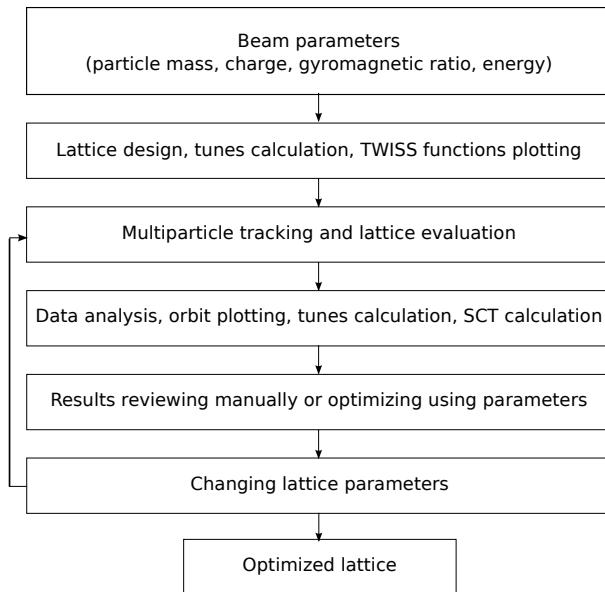 Beam parameters
(particle mass, charge, gyromagnetic ratio, energy)
Lattice design, tunes calculation, TWISS functions plotting
Multiparticle tracking and lattice evaluation
Data analysis, orbit plotting, tunes calculation, SCT calculation
Results reviewing manually or optimizing using parameters
Changing lattice parameters
Optimized lattice